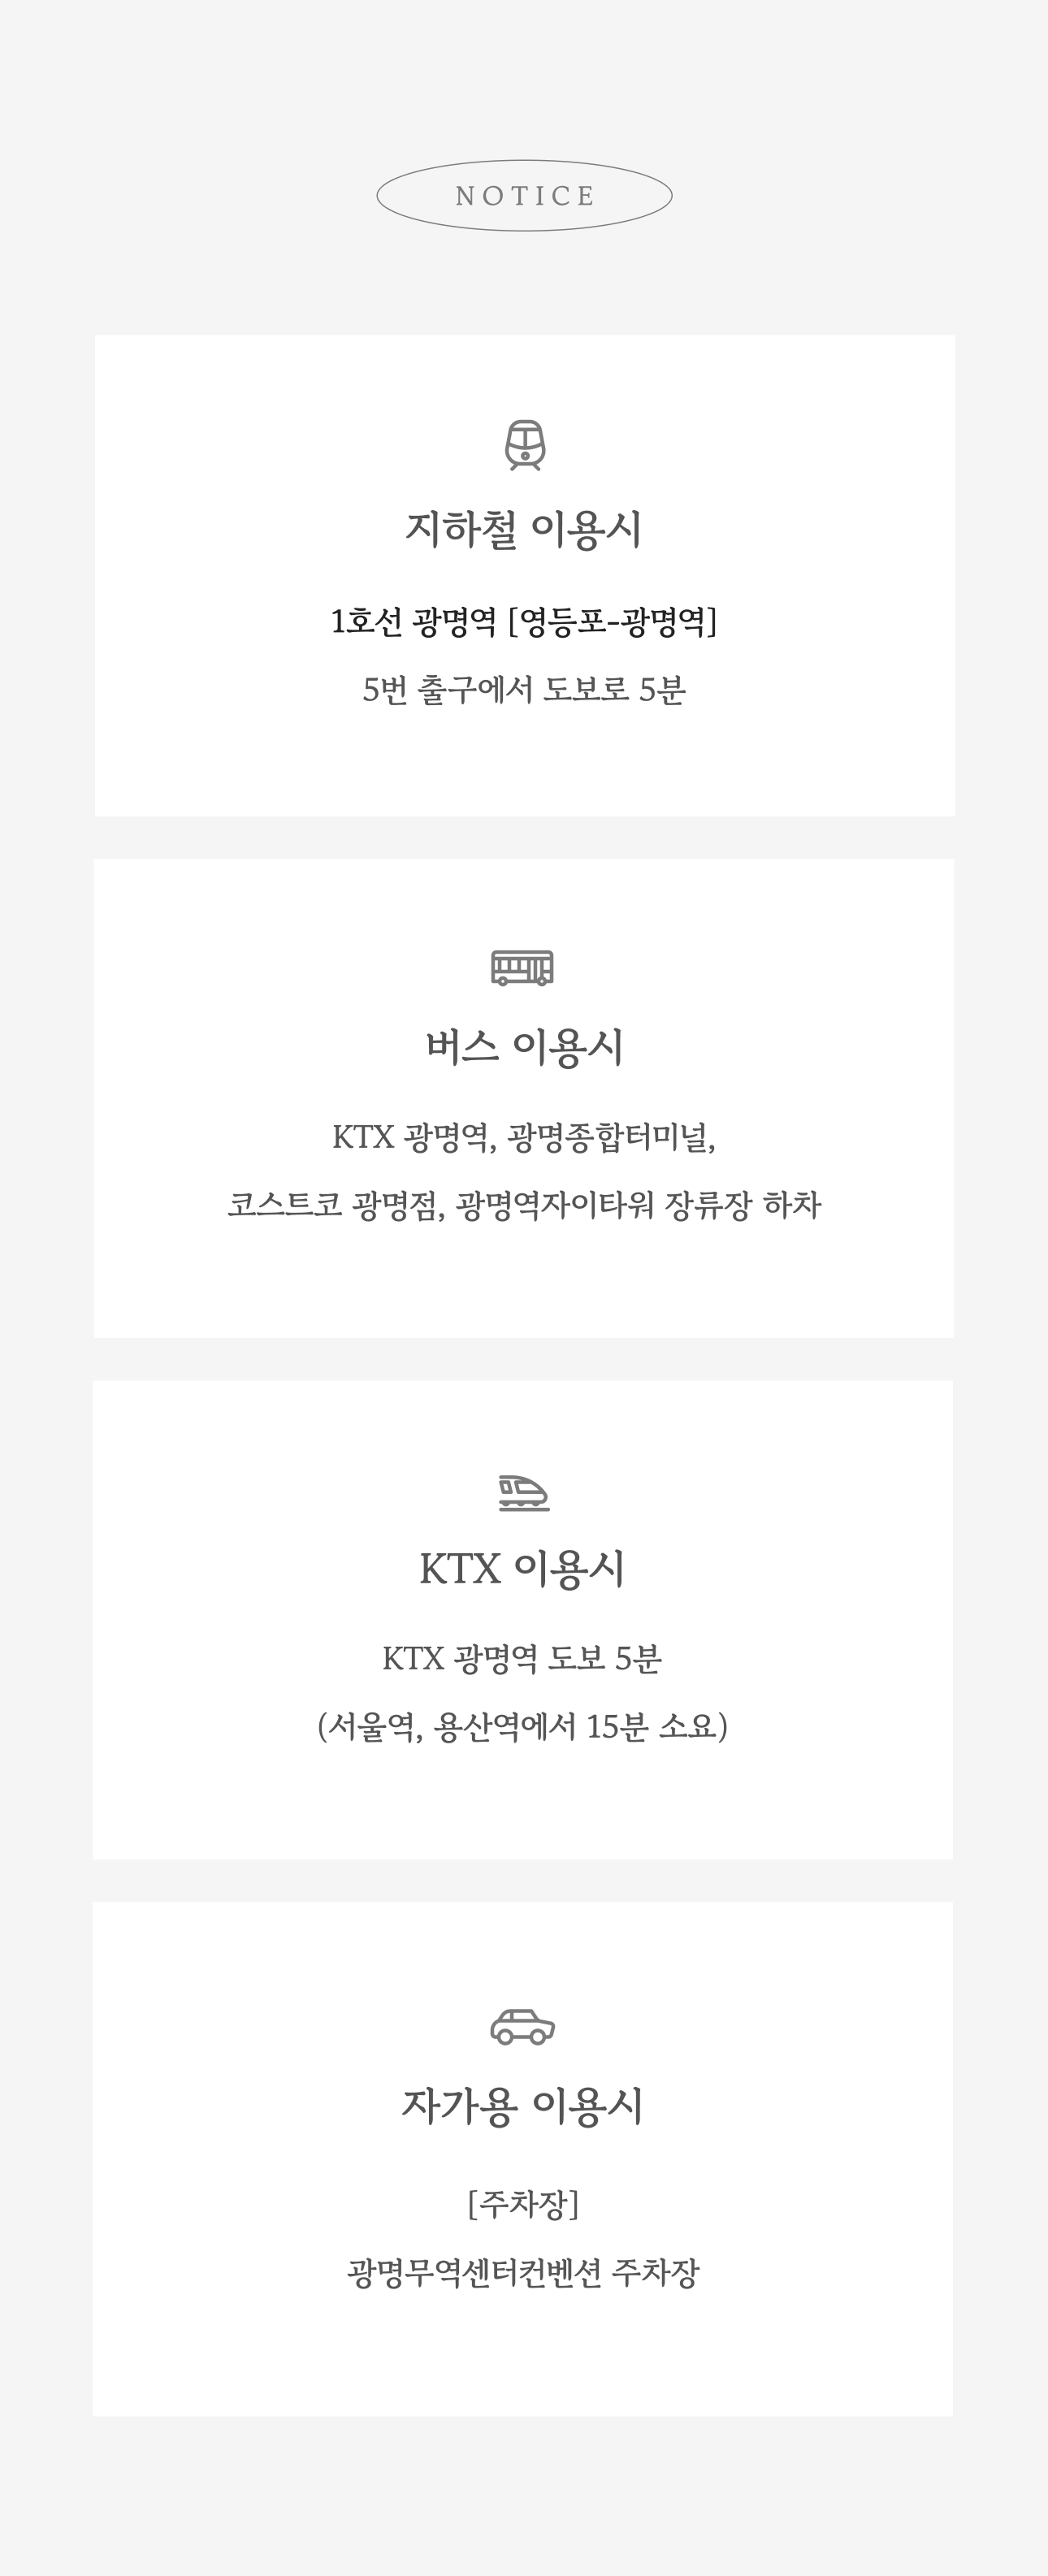 NOTICE
지하철 이용시
1호선 광명역 [영등포-광명역]
5번 출구에서 도보로 5분
버스 이용시
KTX 광명역, 광명종합터미널,
코스트코 광명점, 광명역자이타워 장류장 하차
KTX 이용시
KTX 광명역 도보 5분
(서울역, 용산역에서 15분 소요)
자가용 이용시
[주차장]
광명무역센터컨벤션 주차장